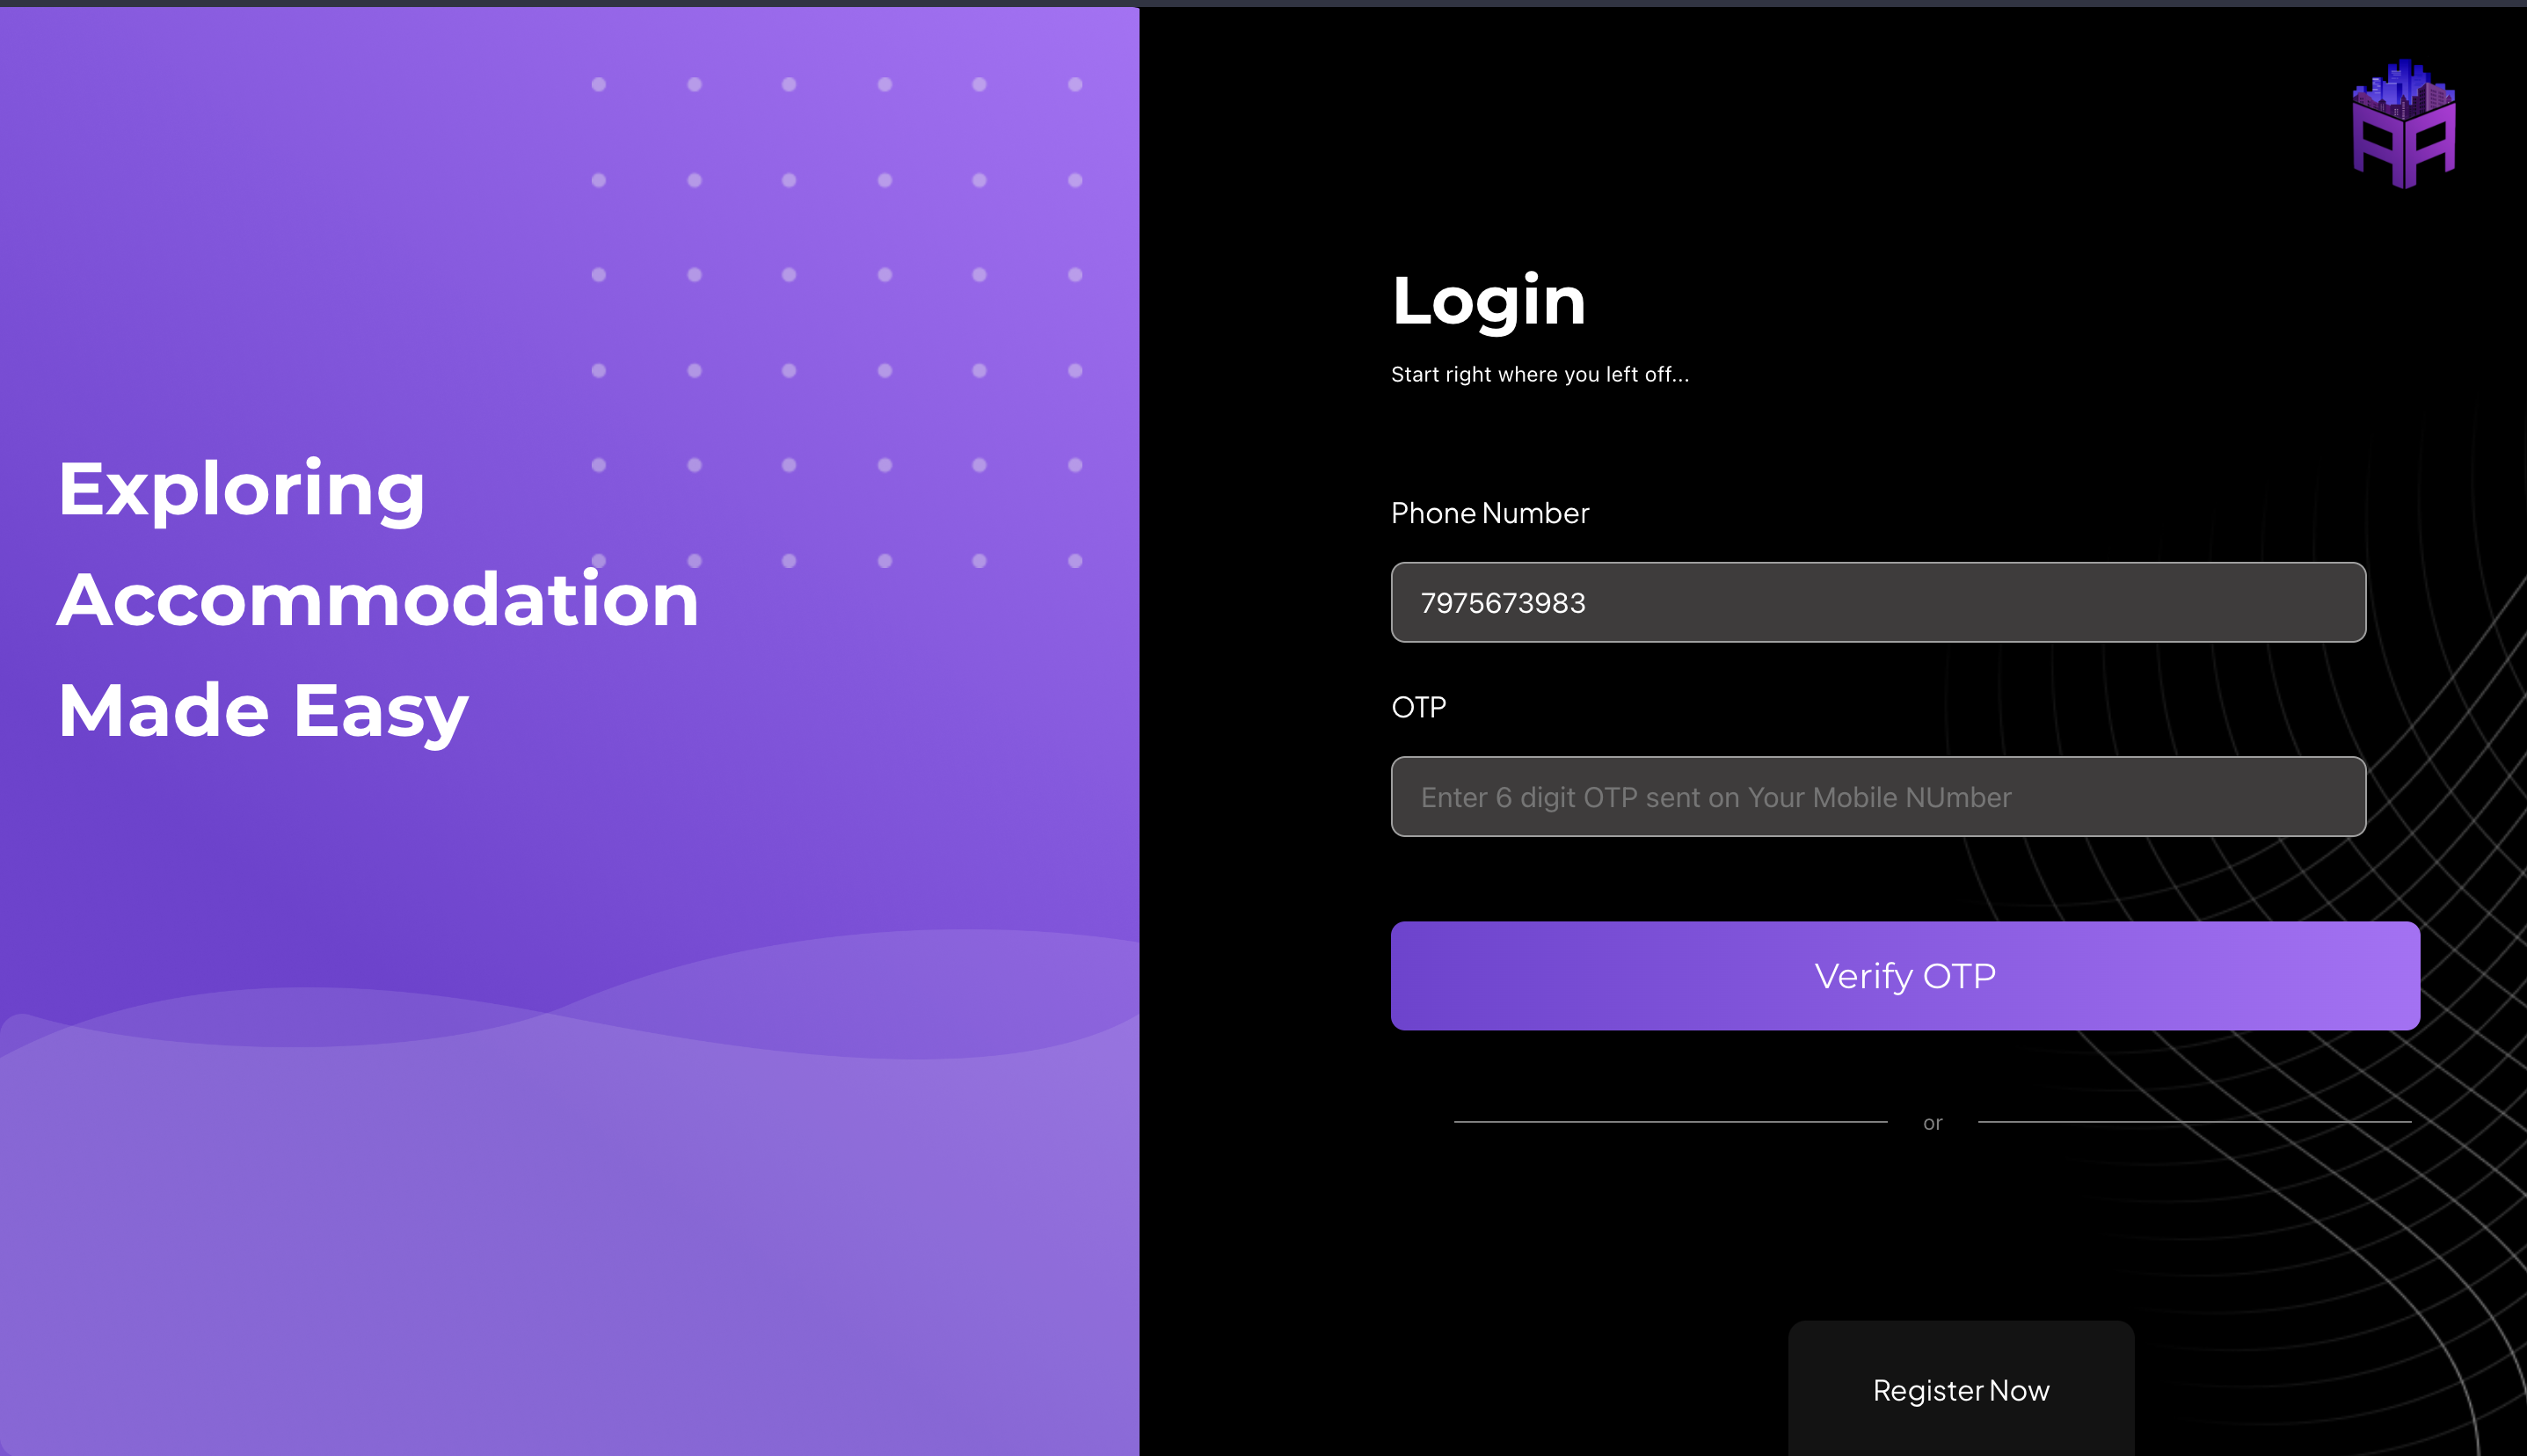 Exploring
Accommodation
Made Easy
AA
Login
Start right where you left off...
Phone Number
7975673983
OTP
Enter 6 digit OTP sent on Your Mobile NUmber
Verify OTP
or
Register Now